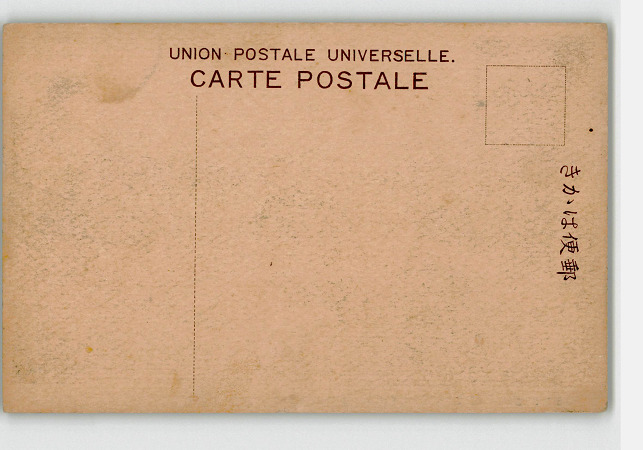 UNION POSTALE UNIVERSELLE.
CARTE POSTALE
郵便はかき